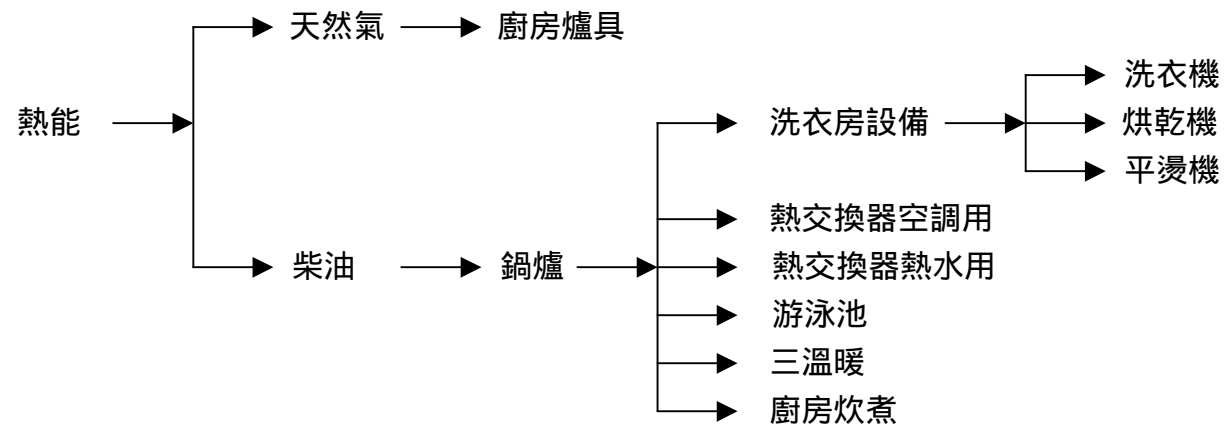 天然氣
廚房爐具
洗衣機
熱能
洗衣房設備
烘乾機
平燙機
熱交換器空調用
柴油
鍋爐
熱交換器熱水用
游泳池
三溫暖
廚房炊煮